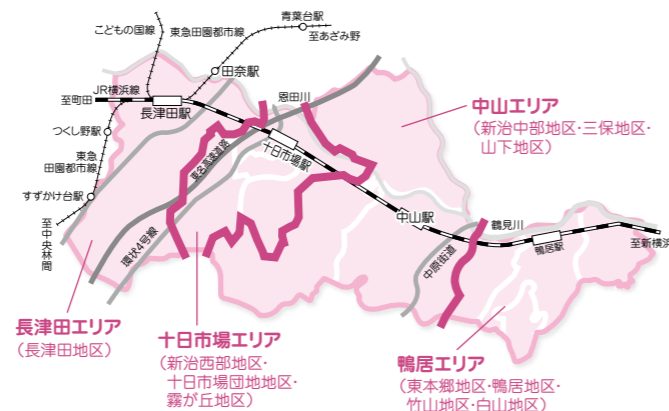 こどもの国線
東急田園都市線
青葉台駅
至あざみ野
田奈駅
JR横浜線
至町田
長津田駅
恩田川
つくし野駅
東急
田園都市線
すずかけ台駅
至中央林間
東名高速道路
環状4号線
十日市場駅
中山エリア
(新治中部地区・三保地区・
山下地区)
中山駅
鶴見川
中原街道
鴨居駅
至新横浜
長津田エリア
(長津田地区)
十日市場エリア
(新治西部地区・
十日市場団地地区・
霧が丘地区)
鴨居エリア
(東本郷地区・鴨居地区・
竹山地区・白山地区)